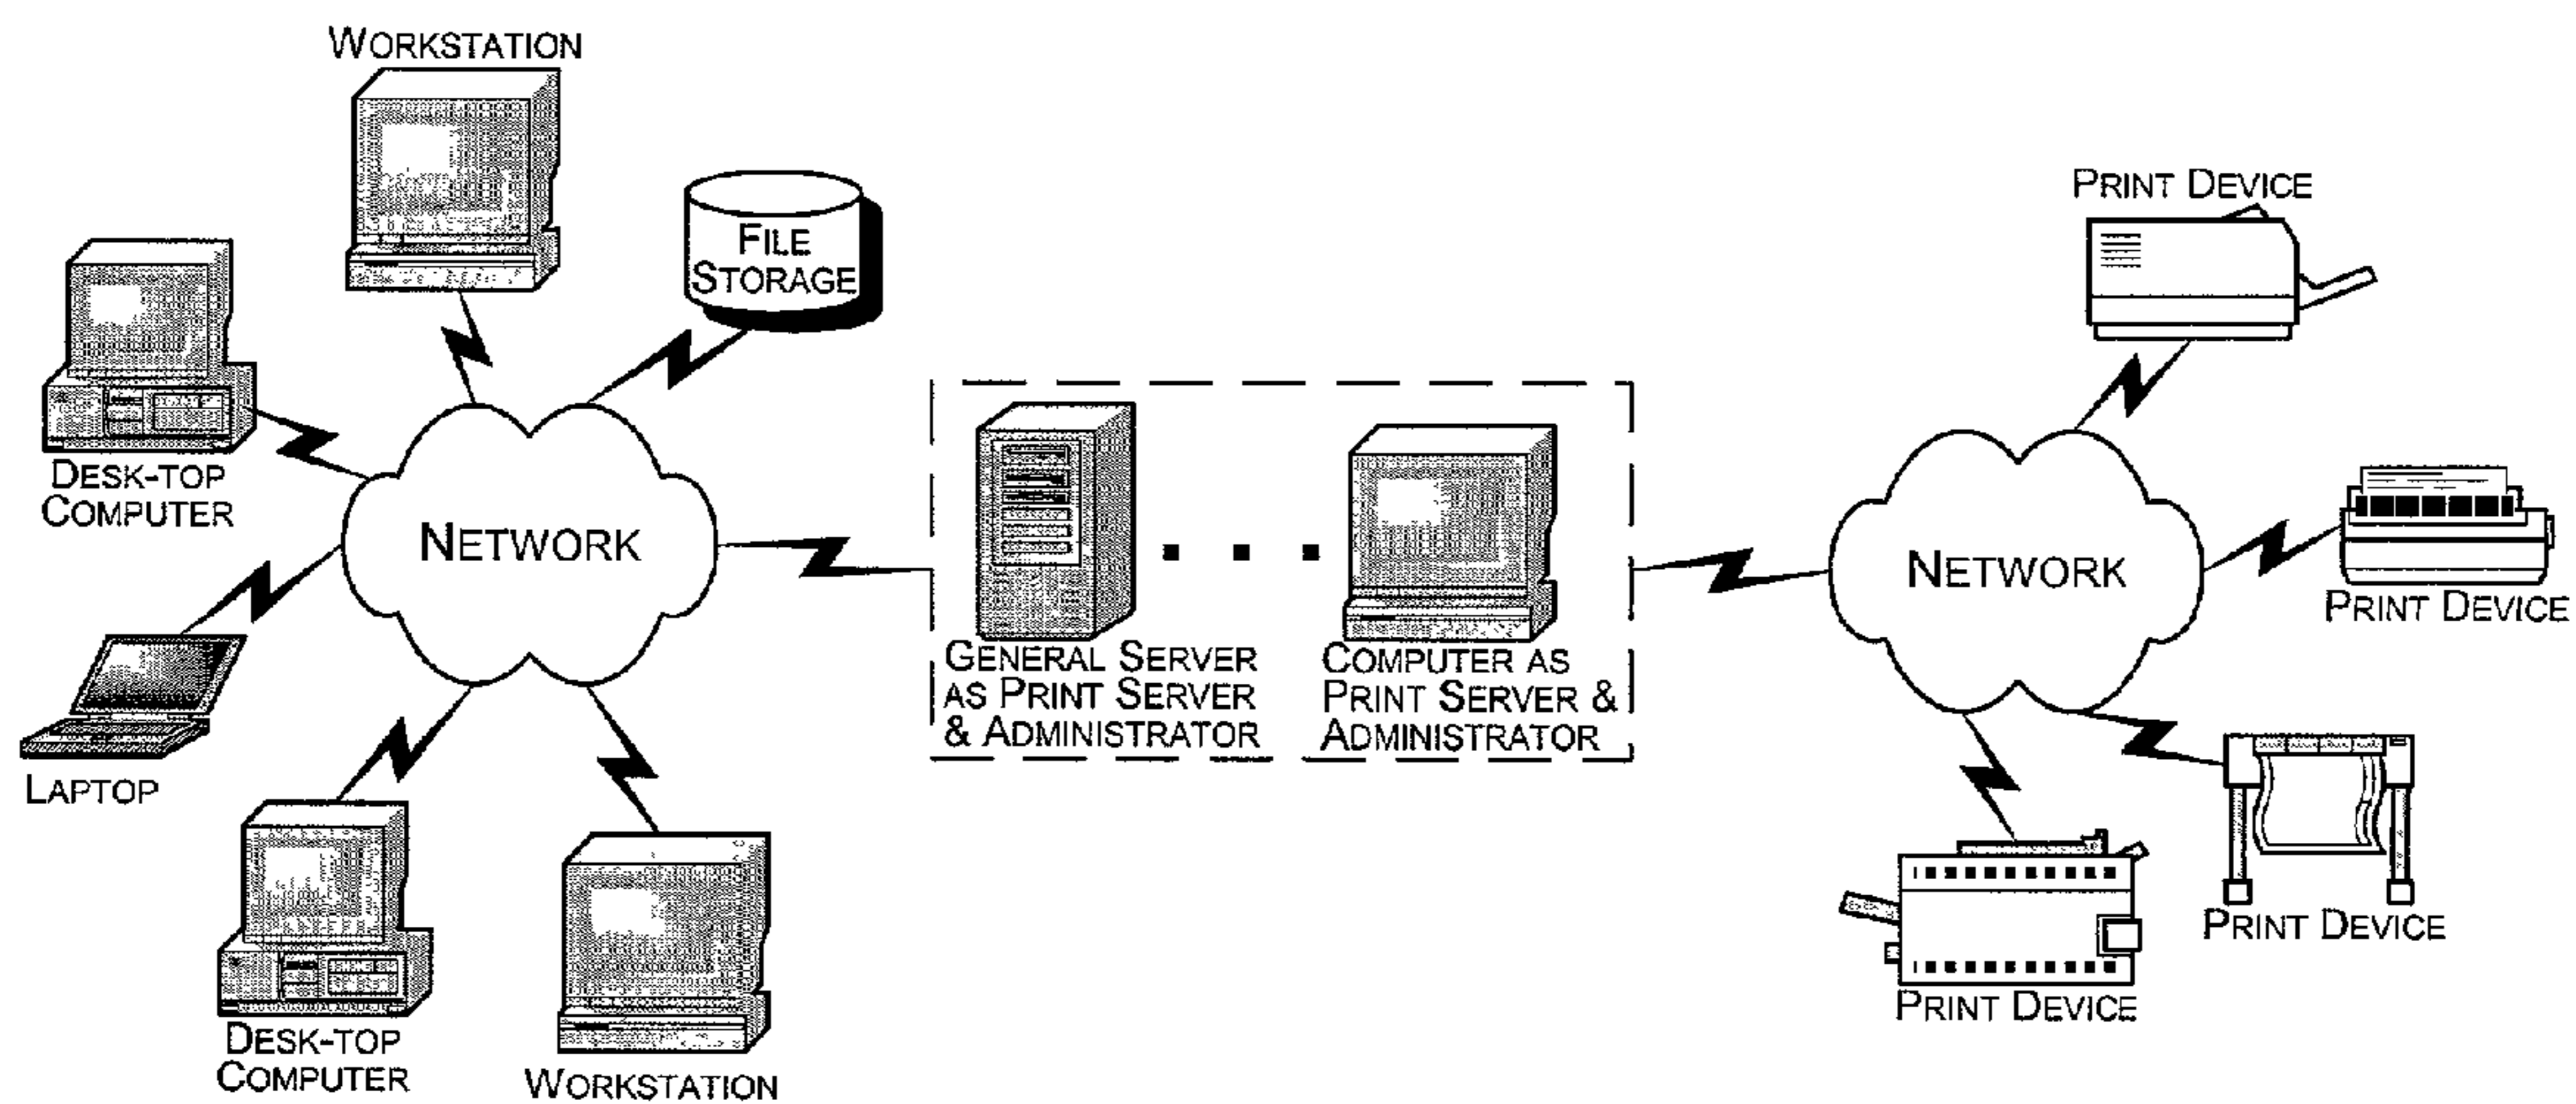 WORKSTATION
FILE
STORAGE
DESK-TOP
COMPUTER
NETWORK
LAPTOP
DESK-TOP
COMPUTER
WORKSTATION
GENERAL SERVER
AS PRINT SERVER
& ADMINISTRATOR
COMPUTER AS
PRINT SERVER &
ADMINISTRATOR
NETWORK
PRINT DEVICE
PRINT DEVICE
PRINT DEVICE
PRINT DEVICE